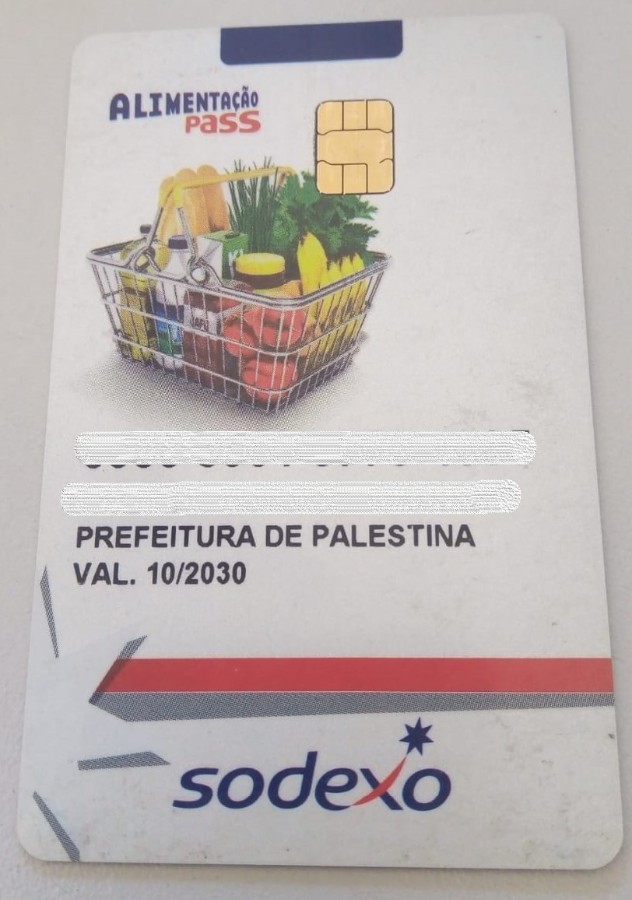 ALIMENTAÇÃO
PASS
PREFEITURA DE PALESTINA
VAL. 10/2030
sodexo